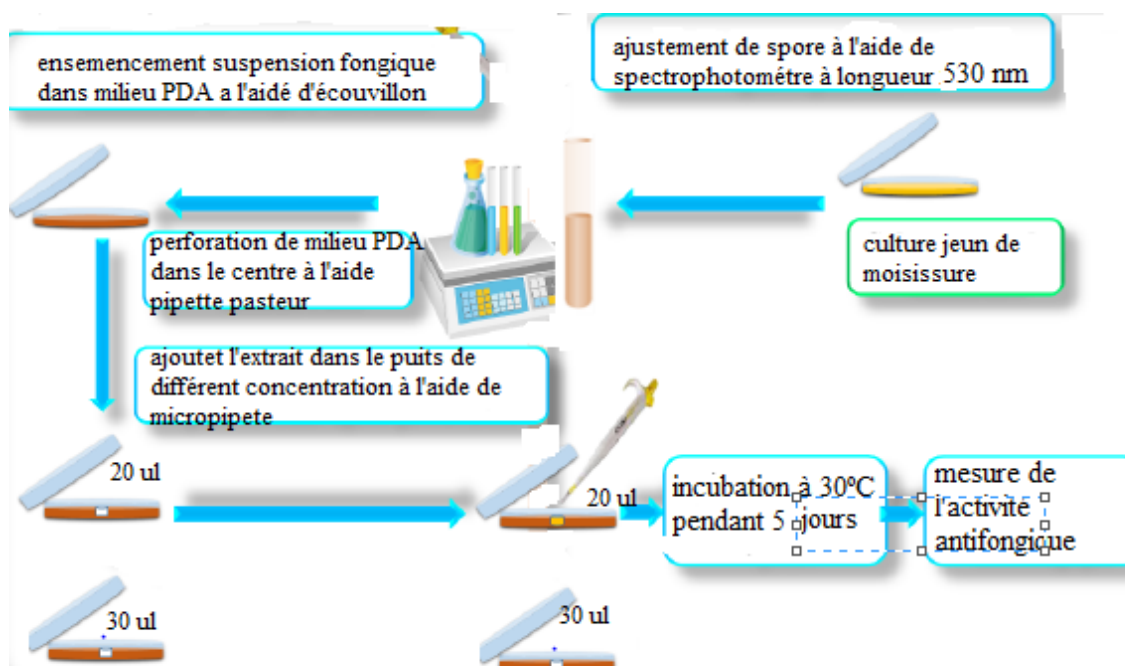 ensemencement suspension fongique
dans milieu PDA a l'aidé d'écouvillon
ajustement de spore à l'aide de
spectrophotométre à longueur 530 nm
culture jeun de
moisissure
perforation de milieu PDA
dans le centre à l'aide
pipette pasteur
ajoutet l'extrait dans le puits de
différent concentration à l'aide de
micropipete
20 ul
20 ul
incubation à 30ºC
pendant 5 jours
mesure de
l'activité
antifongique
30 ul
30 ul